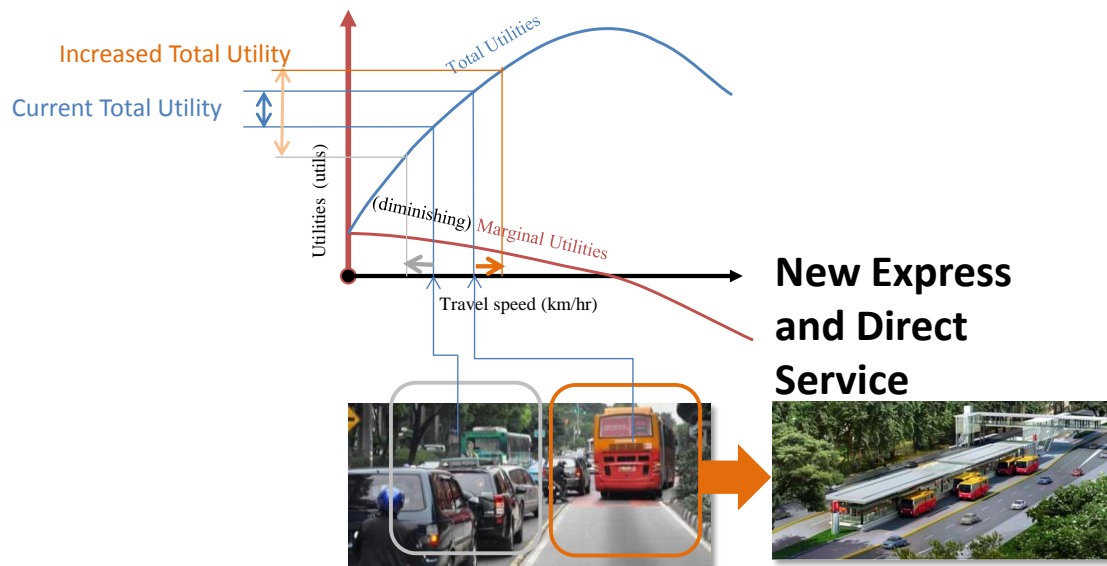 Increased Total Utility
Current Total Utility
Utilities (utils)
Total Utilities
(diminishing) Marginal Utilities
Travel speed (km/hr)
New Express
and Direct
Service